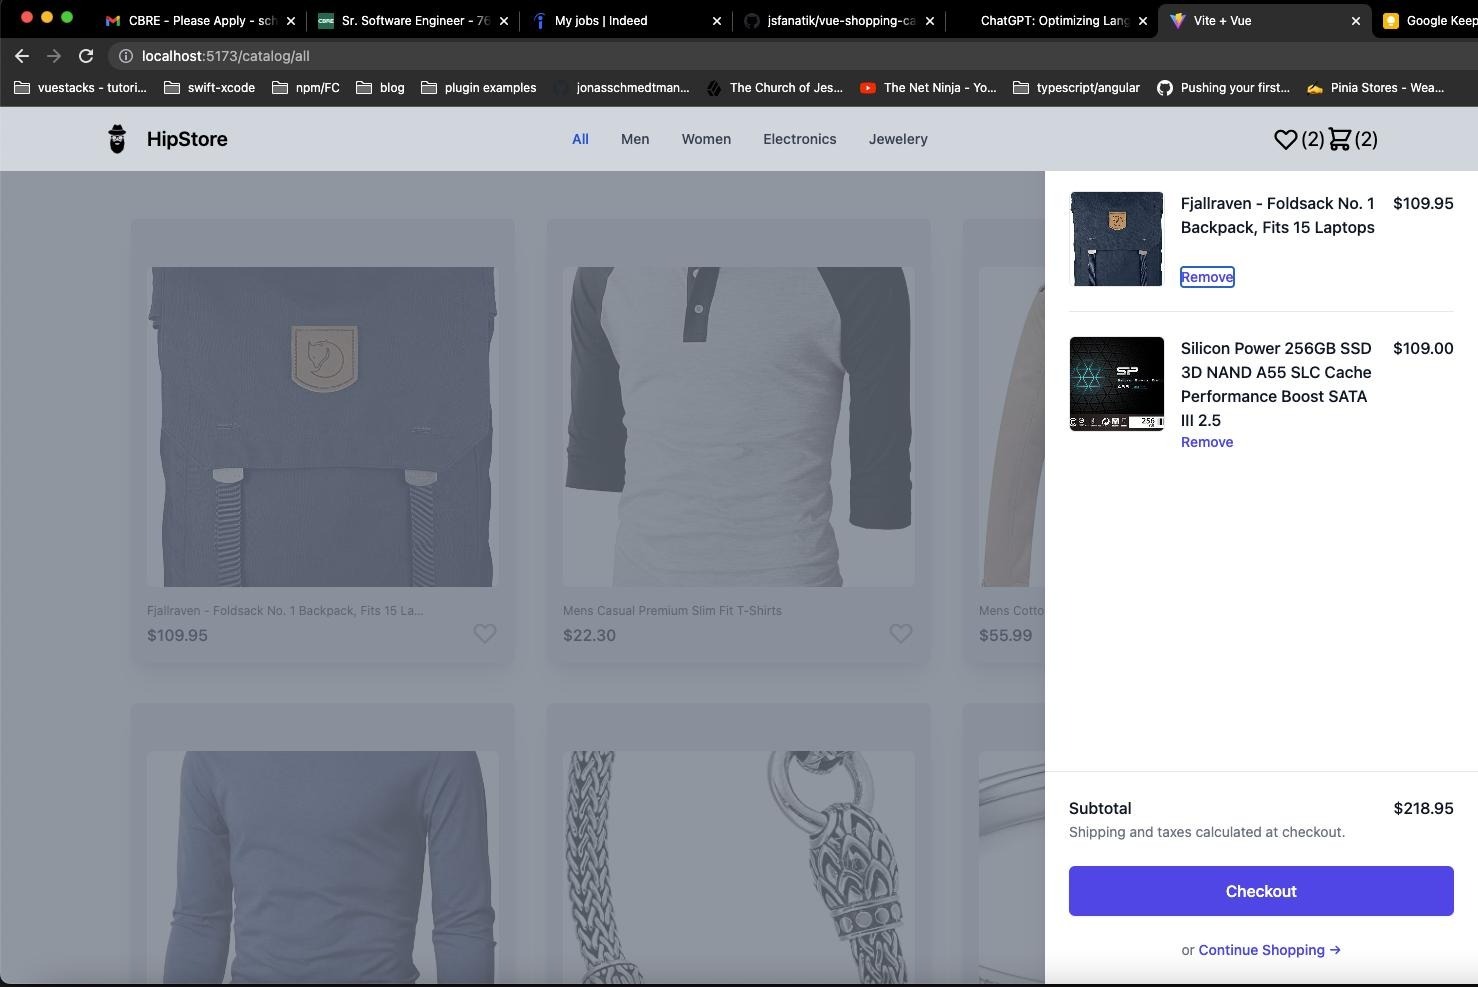 CBRE - Please Apply - sch
Sr. Software Engineer - 76
My jobs | Indeed
jsfanatik/vue-shopping-ca
ChatGPT: Optimizing Lang
Vite + Vue
Google Keep
localhost:5173/catalog/all
vuestacks - tutori...
swift-xcode
npm/FC
blog
plugin examples
jonasschmedtman...
The Church of Jes...
The Net Ninja - Yo...
typescript/angular
Pushing your first...
Pinia Stores - Wea...
HipStore
All
Men
Women
Electronics
Jewelery
(2)
(2)
Fjallraven - Foldsack No. 1 Backpack, Fits 15 La...
$109.95
Mens Casual Premium Slim Fit T-Shirts
$22.30
Mens Cotto
$55.99
Fjallraven - Foldsack No. 1
Backpack, Fits 15 Laptops
$109.95
Remove
SP
256
Silicon Power 256GB SSD
3D NAND A55 SLC Cache
Performance Boost SATA
III 2.5
$109.00
Remove
Subtotal
$218.95
Shipping and taxes calculated at checkout.
Checkout
or Continue Shopping →